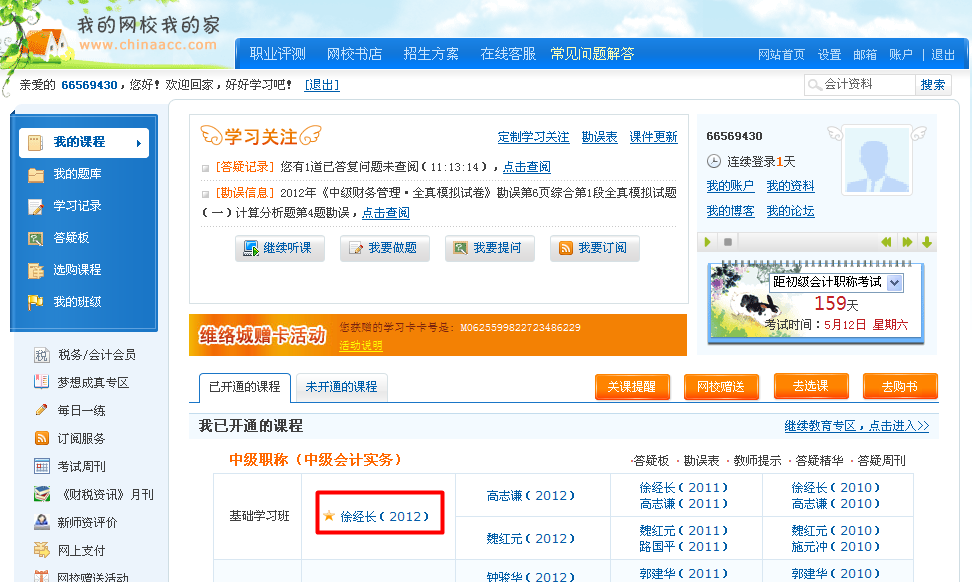 我的网校我的家
www.chinaacc.com
职业评测 网校书店 招生方案 在线客服 常见问题解答
网站首页 设置 邮箱 账户 | 退出
亲爱的 66569430，您好！欢迎回家，好好学习吧！ [退出]
会计资料 搜索
我的课程
我的题库
学习记录
答疑板
选购课程
我的班级
税务/会计会员
梦想成真专区
每日一练
订阅服务
考试周刊
《财税资讯》月刊
新师资评价
网上支付
网校赠送活动
学习关注
定制学习关注 勘误表 课件更新
[答疑记录] 您有1道已答复问题未查阅(11:13:14)，点击查阅
[勘误信息] 2012年《中级财务管理·全真模拟试卷》勘误第6页综合第1段全真模拟试题
(一)计算分析题第4题勘误，点击查阅
继续听课 我要做题 我要提问 我要订阅
维络城赠卡活动
您获赠的学习卡卡号是：M0625599822723486229
活动说明
66569430
连续登录1天
我的账户 我的资料
我的博客 我的论坛
距初级会计职称考试
159天
考试时间：5月12日 星期六
已开通的课程 未开通的课程
关课提醒 网校赠送 去选课 去购书
我已开通的课程
继续教育专区，点击进入>>
中级职称（中级会计实务）
·答疑板 ·勘误表 ·教师提示 ·答疑精华 ·答疑周刊
基础学习班
徐经长(2012)
高志谦(2012)
徐经长(2011)
高志谦(2011)
徐经长(2010)
高志谦(2010)
魏红元(2012)
魏红元(2011)
路国平(2011)
魏红元(2010)
施元冲(2010)
钟骏华(2012)
郭建华(2011)
郭建华(2010)